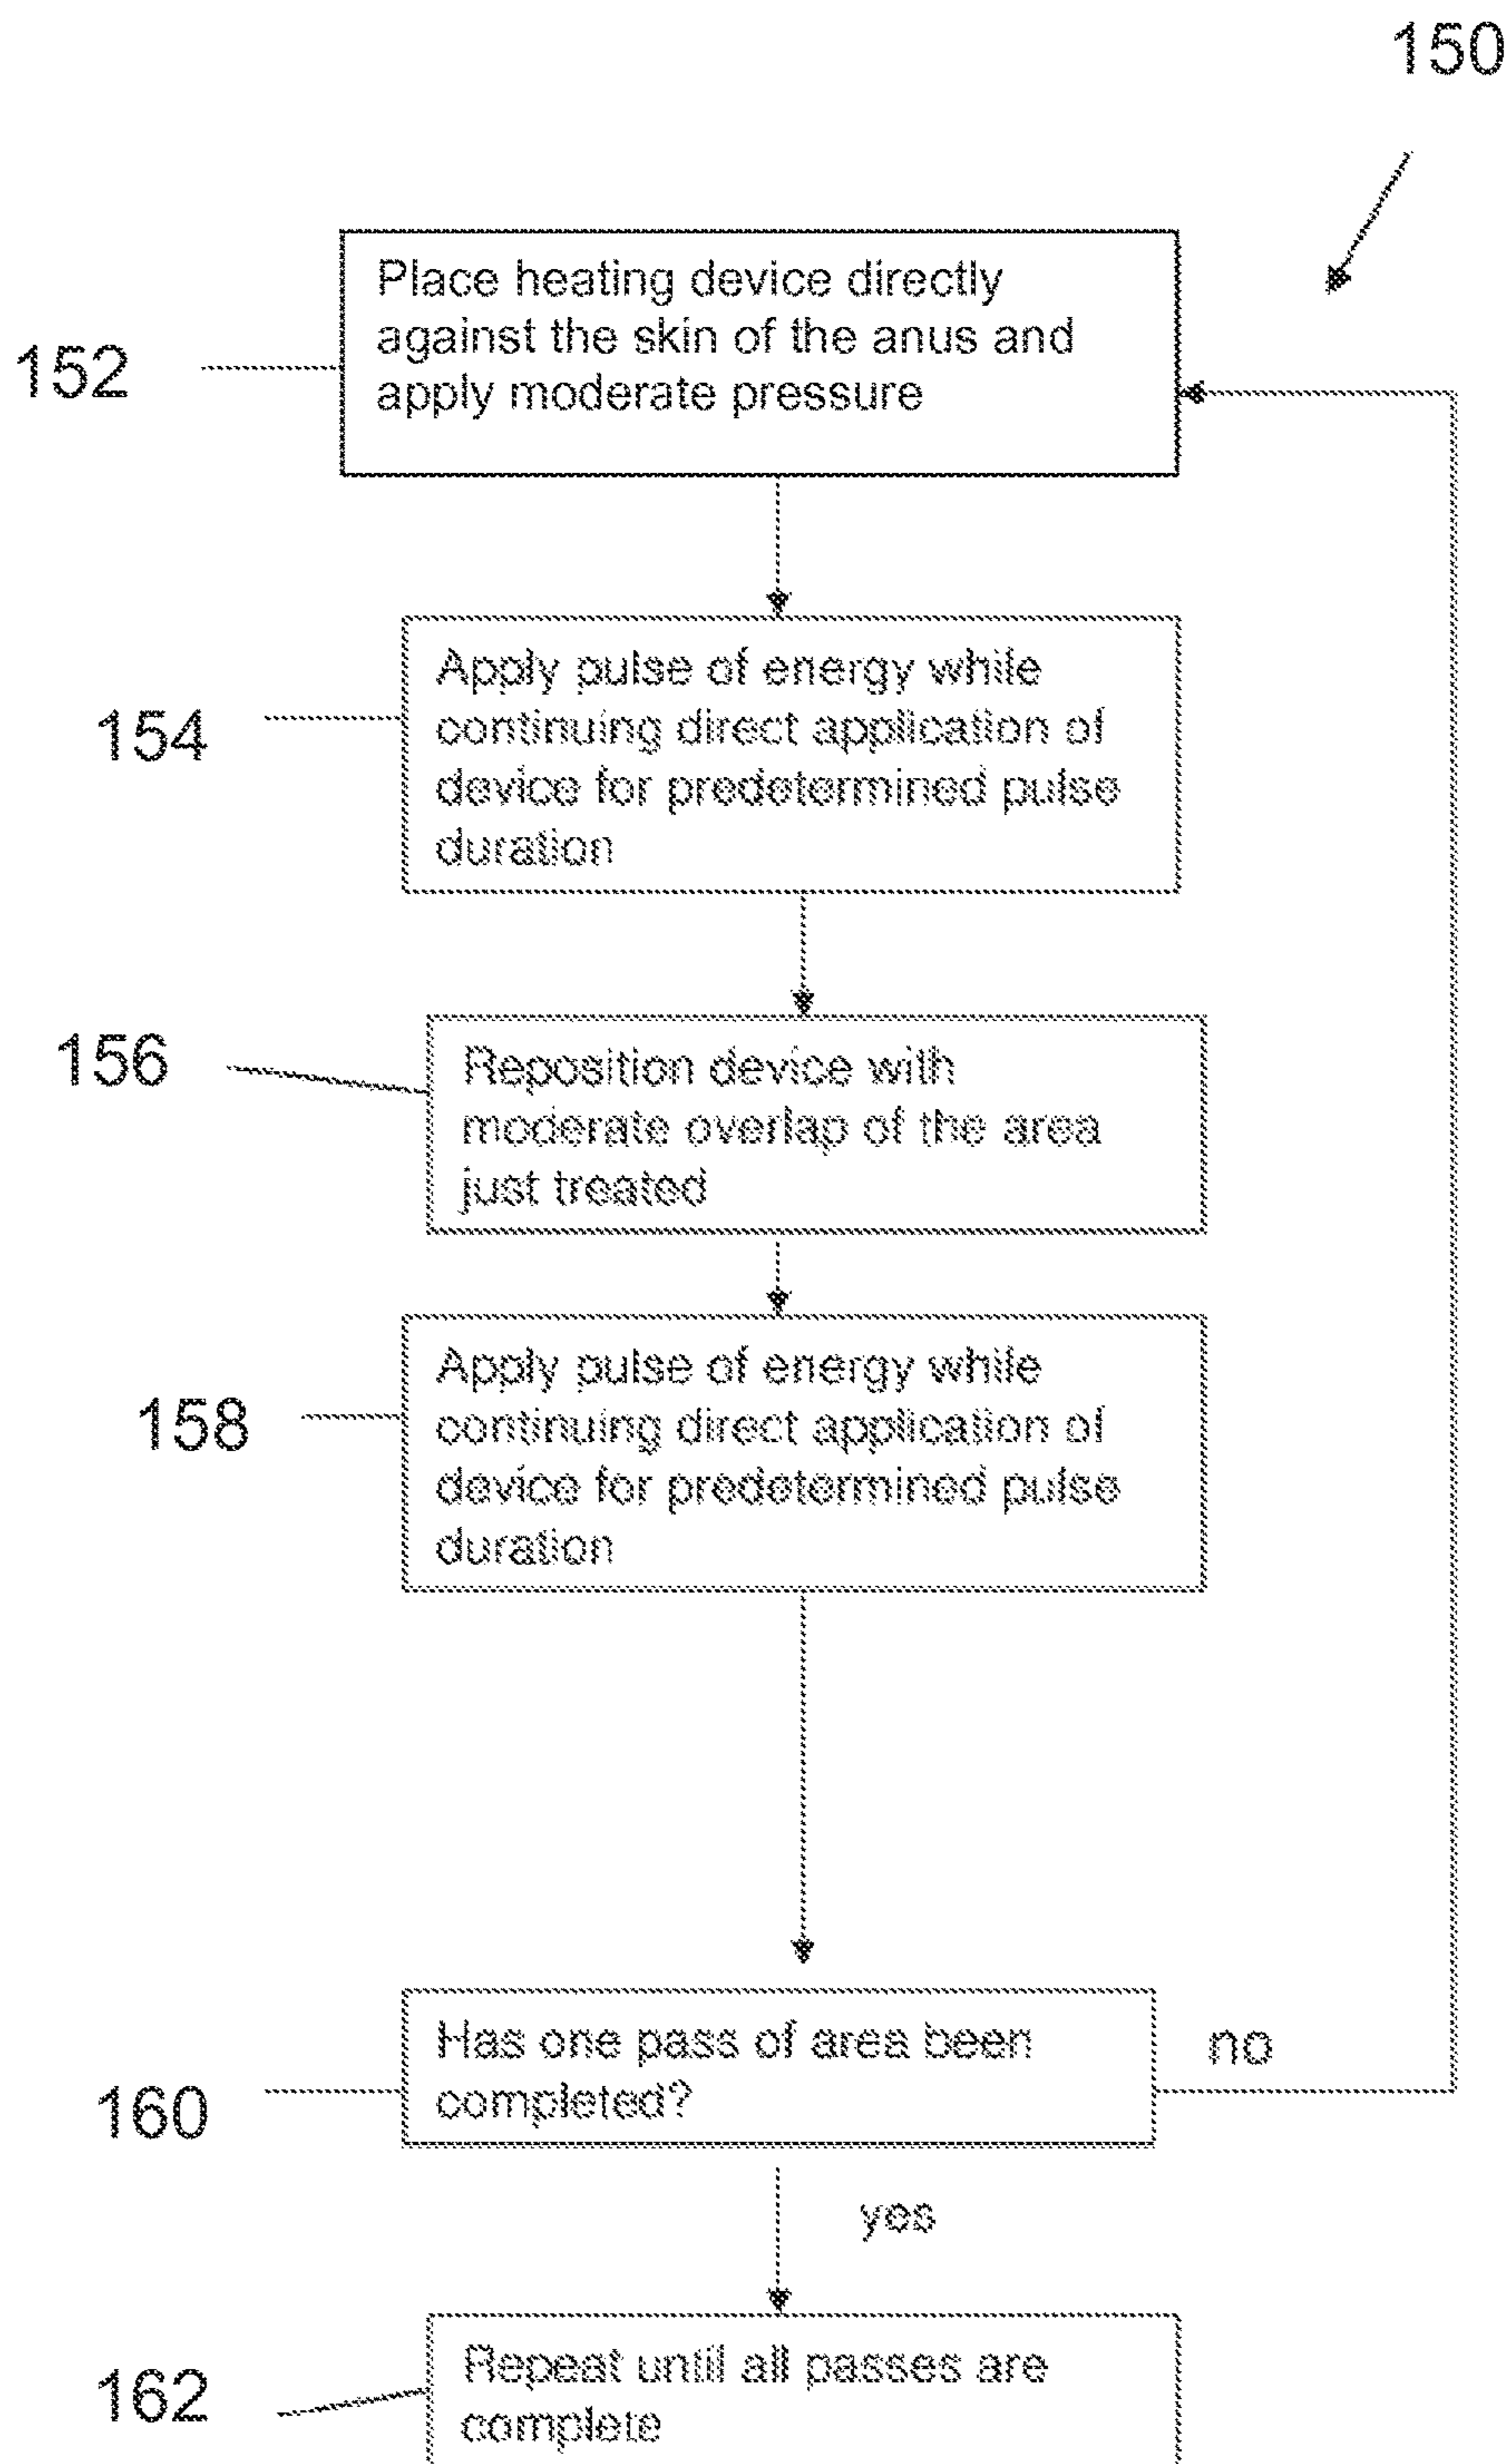 150
152
Place heating device directly
against the skin of the anus and
apply moderate pressure
154
Apply pulse of energy while
continuing direct application of
device for predetermined pulse
duration
156
Reposition device with
moderate overlap of the area
just treated
158
Apply pulse of energy while
continuing direct application of
device for predetermined pulse
duration
160
Has one pass of area been
completed?
no
yes
162
Repeat until all passes are
complete